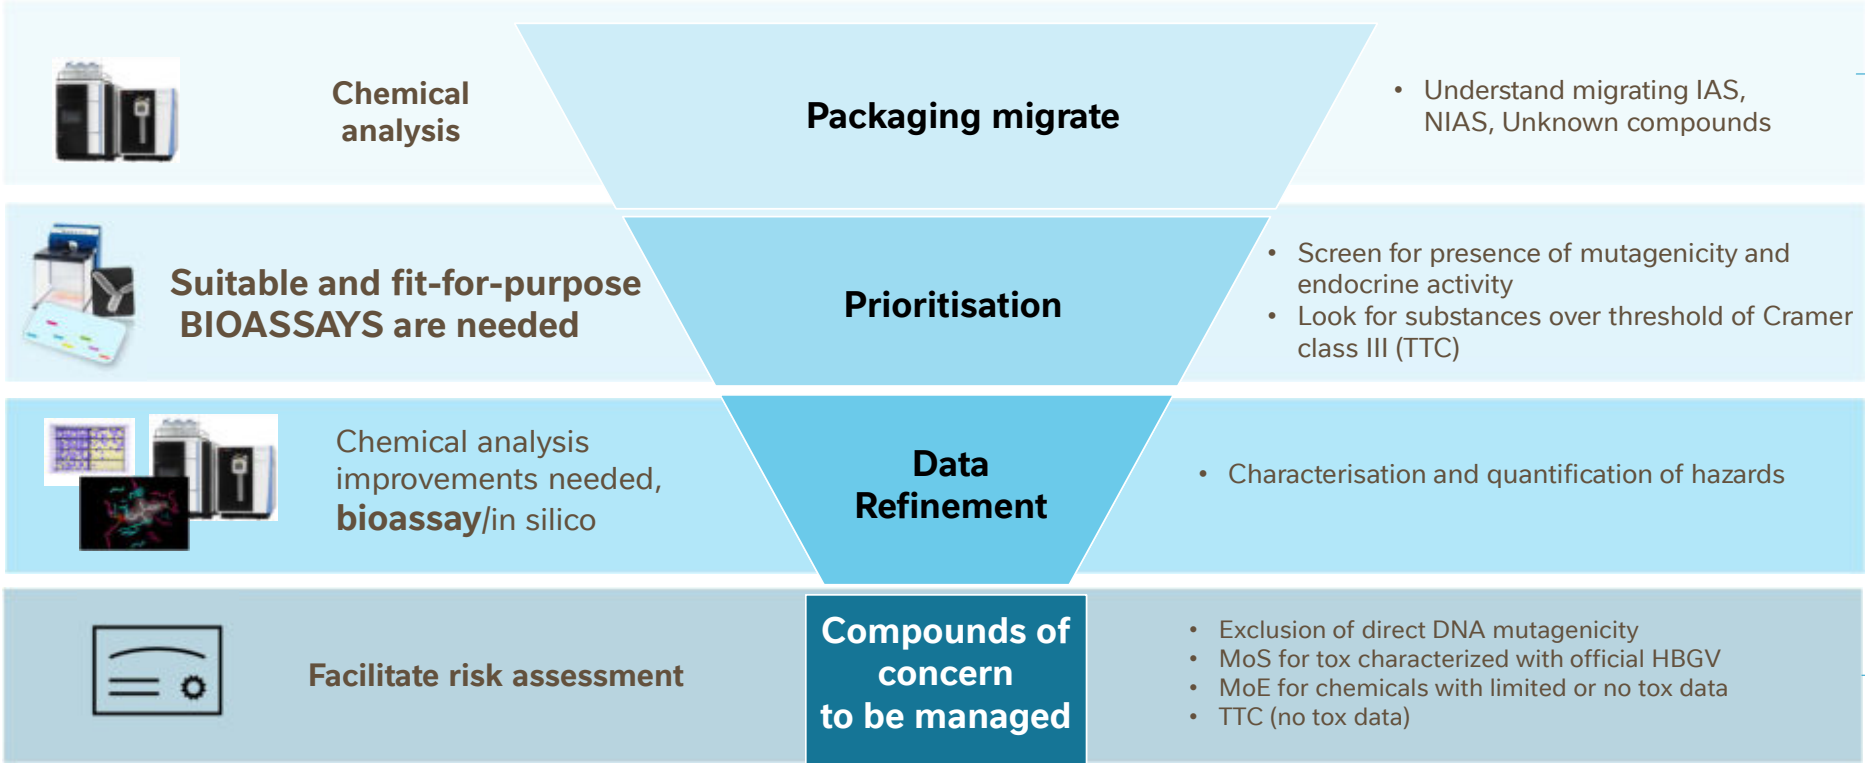 Chemical
analysis
Packaging migrate
• Understand migrating IAS,
NIAS, Unknown compounds
Suitable and fit-for-purpose
BIOASSAYS are needed
Prioritisation
• Screen for presence of mutagenicity and
endocrine activity
• Look for substances over threshold of Cramer
class III (TTC)
Chemical analysis
improvements needed,
bioassay/in silico
Data
Refinement
• Characterisation and quantification of hazards
Facilitate risk assessment
Compounds of
concern
to be managed
• Exclusion of direct DNA mutagenicity
• MoS for tox characterized with official HBGV
• MoE for chemicals with limited or no tox data
• TTC (no tox data)